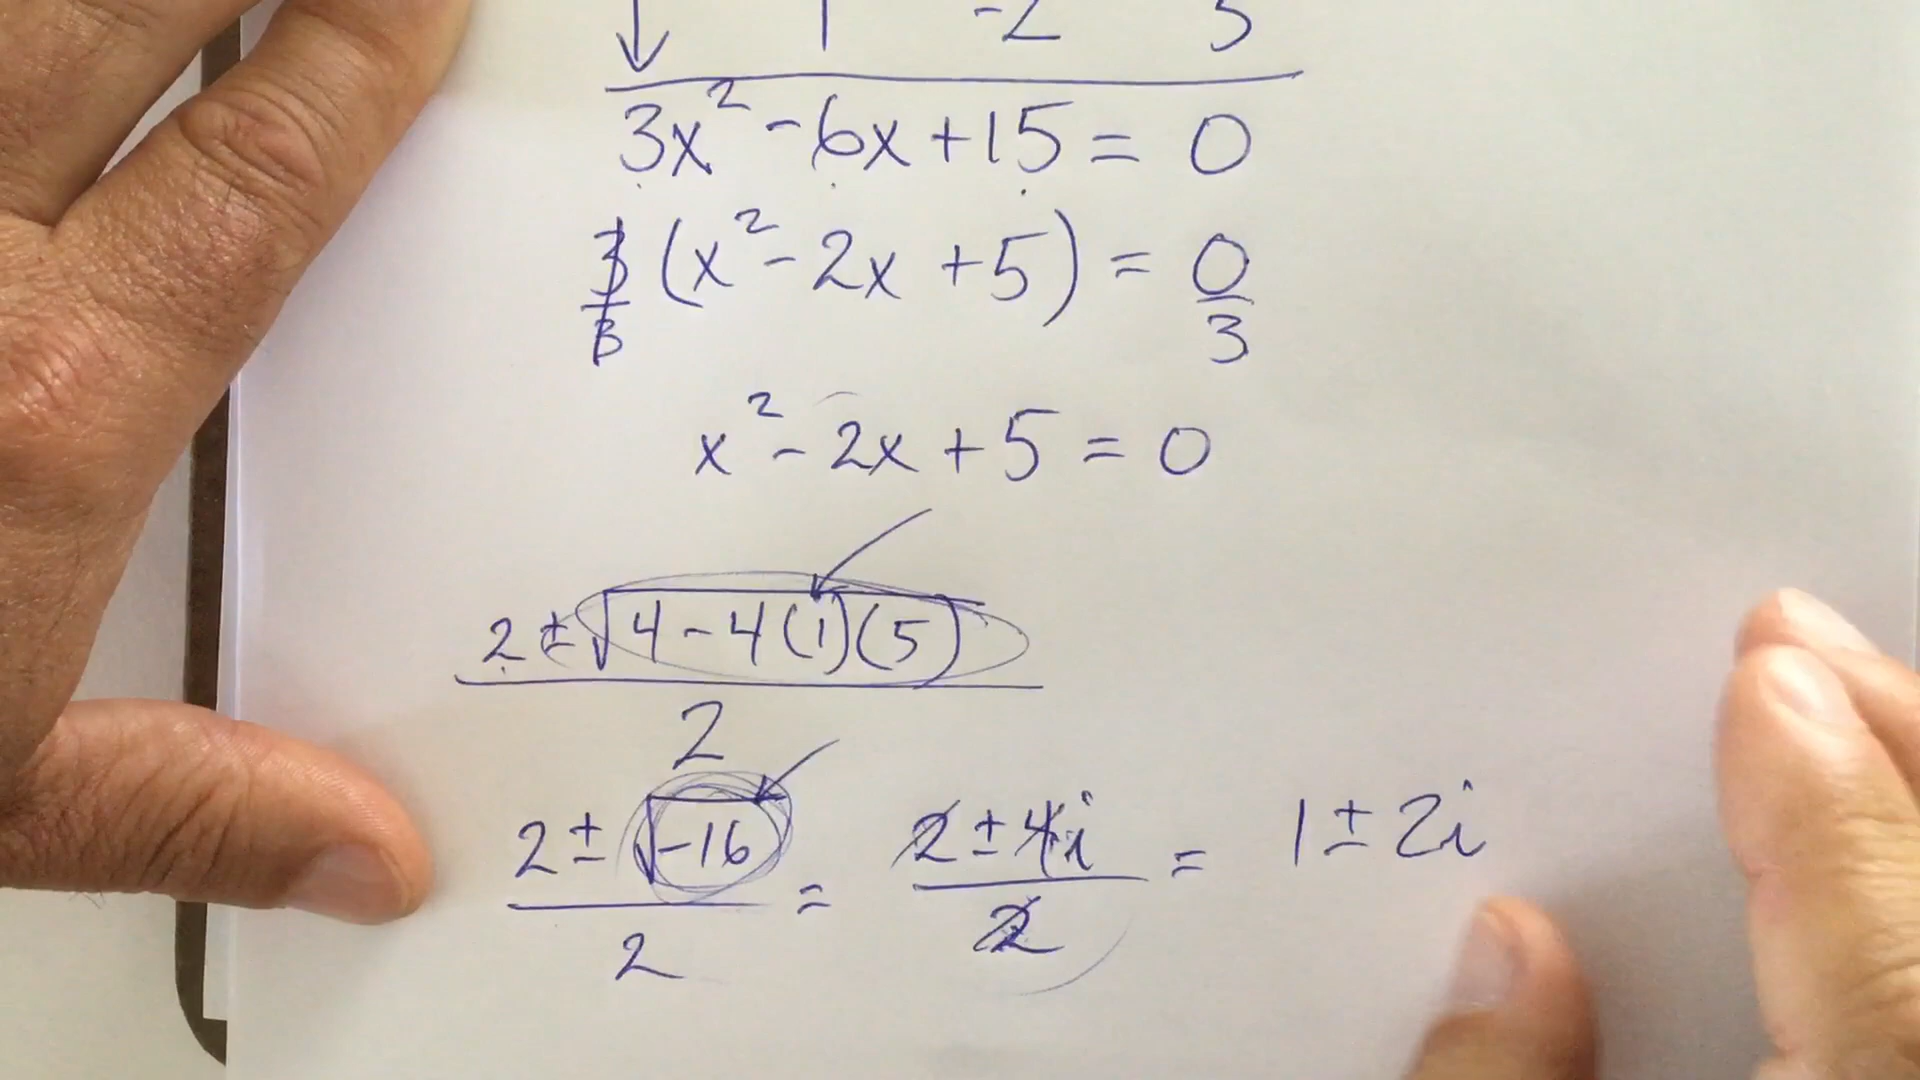 ↓ 1 -2 5
3x² - 6x + 15 = 0
3/3 (x² - 2x + 5) = 0/3
x² - 2x + 5 = 0
2 ± √4 - 4(1)(5)
2
2 ± √-16 / 2 = 2 ± 4i / 2 = 1 ± 2i